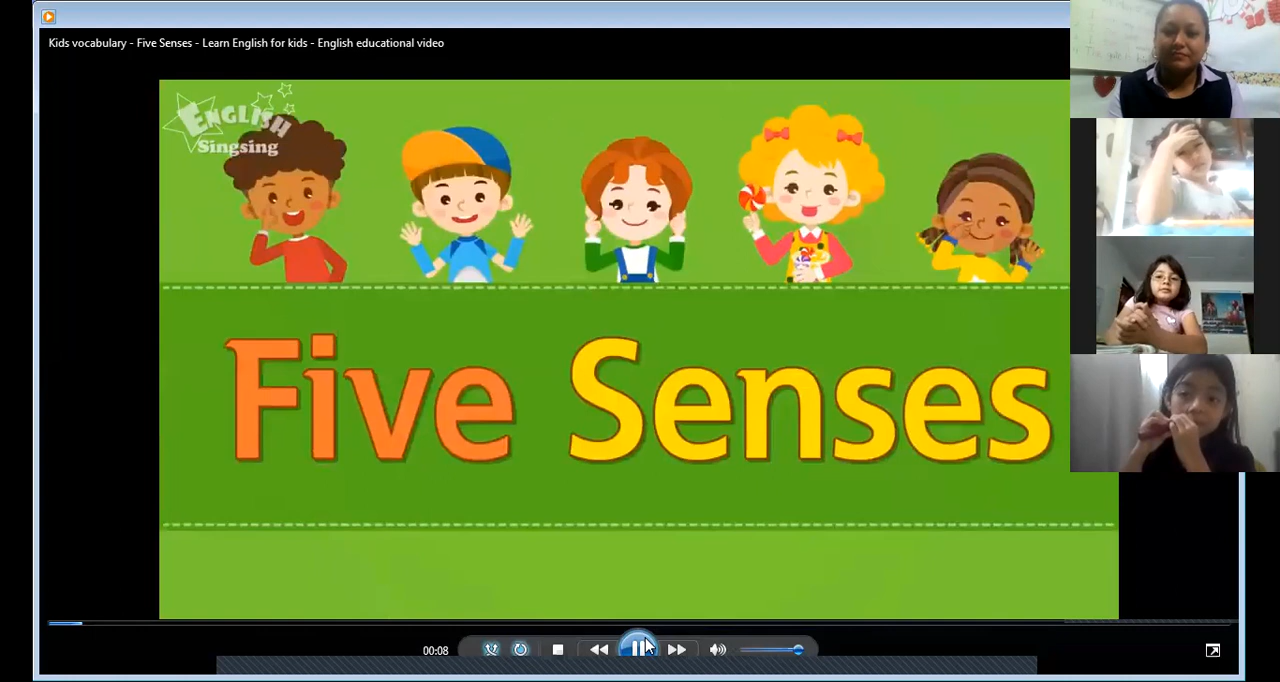 Kids vocabulary - Five Senses - Learn English for kids - English educational video
ENGLISH
Singsing
Five Senses
00:08